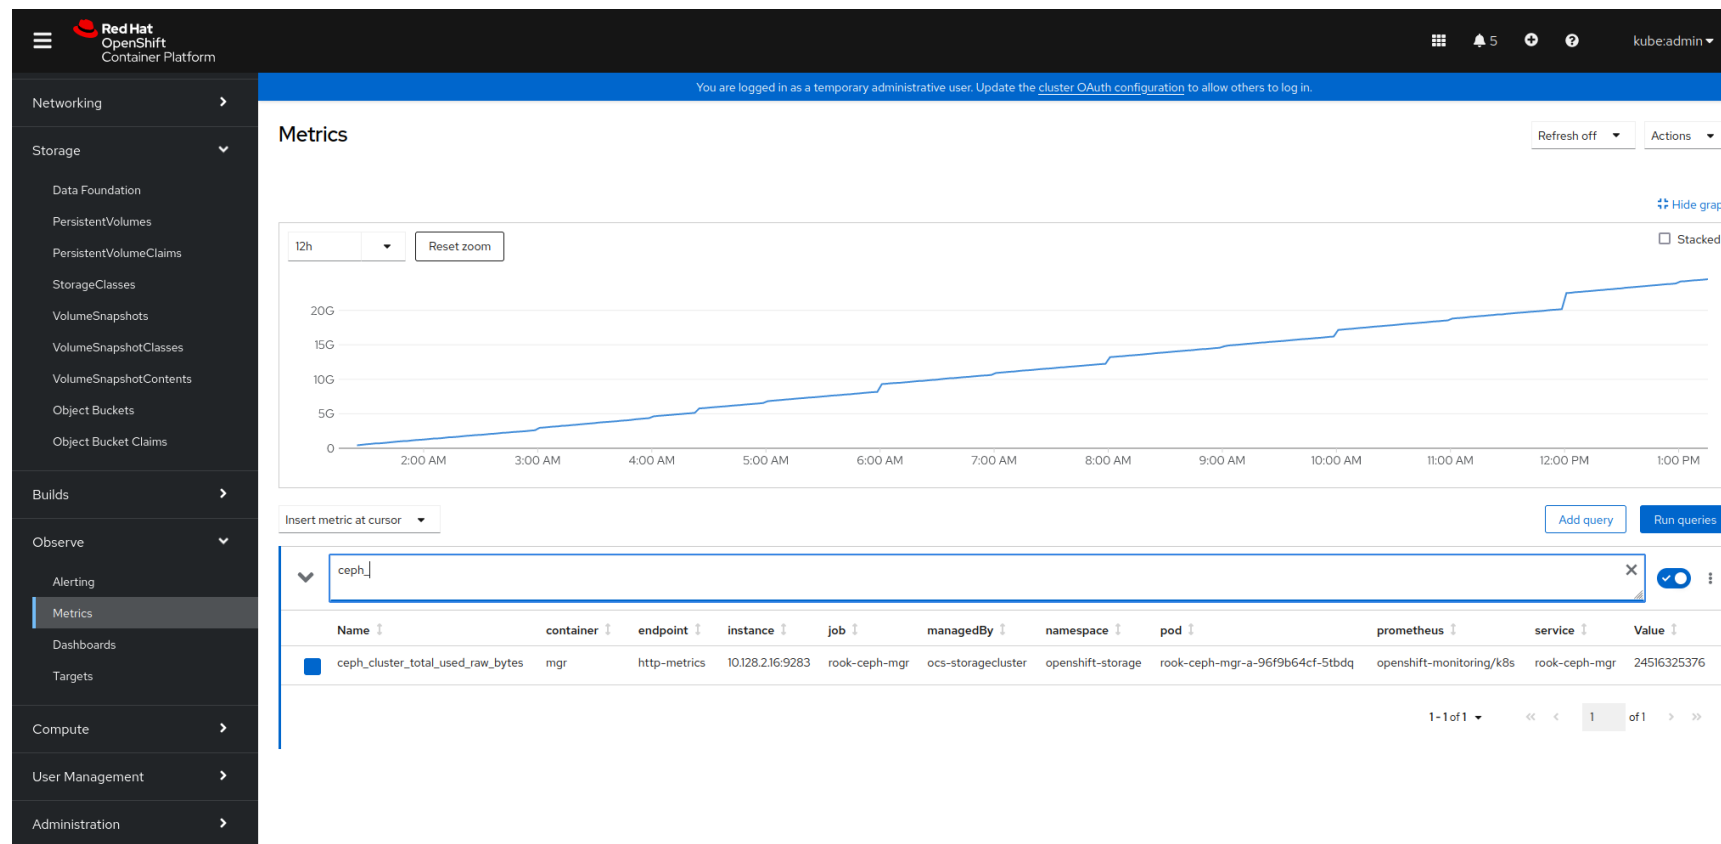 Red Hat
OpenShift
Container Platform
5
kube:admin
You are logged in as a temporary administrative user. Update the cluster OAuth configuration to allow others to log in.
Networking
Storage
Data Foundation
PersistentVolumes
PersistentVolumeClaims
StorageClasses
VolumeSnapshots
VolumeSnapshotClasses
VolumeSnapshotContents
Object Buckets
Object Bucket Claims
Builds
Observe
Alerting
Metrics
Dashboards
Targets
Compute
User Management
Administration
Metrics
Refresh off
Actions
Hide grap
12h
Reset zoom
Stacked
20G
15G
10G
5G
0
2:00 AM 3:00 AM 4:00 AM 5:00 AM 6:00 AM 7:00 AM 8:00 AM 9:00 AM 10:00 AM 11:00 AM 12:00 PM 1:00 PM
Insert metric at cursor
Add query
Run queries
ceph_
Name container endpoint instance job managedBy namespace pod prometheus service Value
ceph_cluster_total_used_raw_bytes mgr http-metrics 10.128.2.16:9283 rook-ceph-mgr ocs-storagecluster openshift-storage rook-ceph-mgr-a-96f9b64cf-5tbdq openshift-monitoring/k8s rook-ceph-mgr 24516325376
1 - 1 of 1
1 of 1